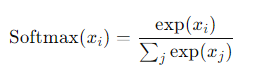 Softmax(x_i) = exp(x_i) / ∑_j exp(x_j)